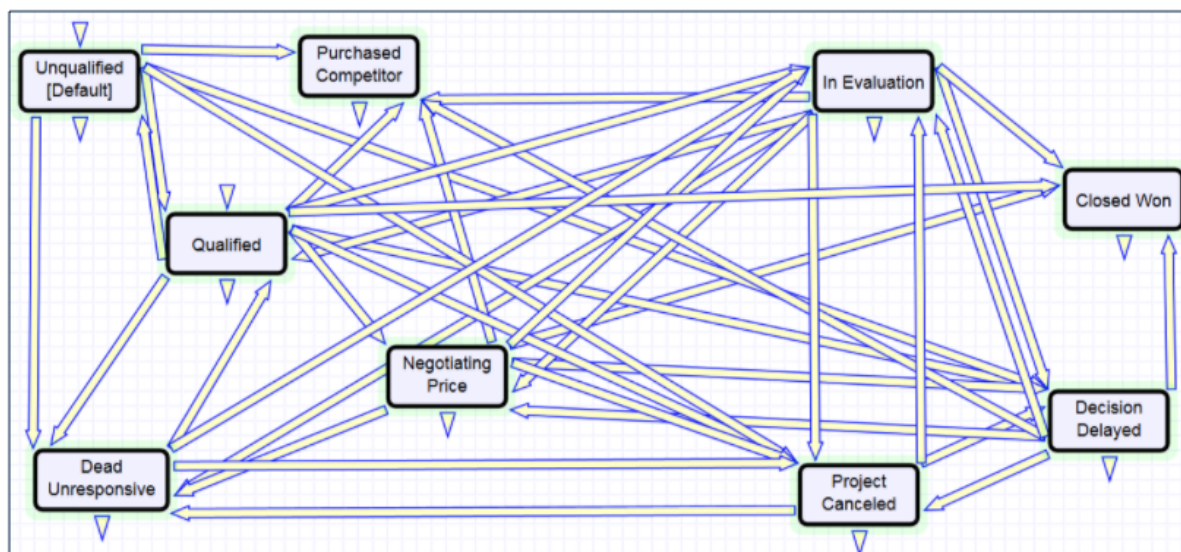 Unqualified
[Default]
Purchased
Competitor
In Evaluation
Qualified
Closed Won
Negotiating
Price
Decision
Delayed
Dead
Unresponsive
Project
Canceled